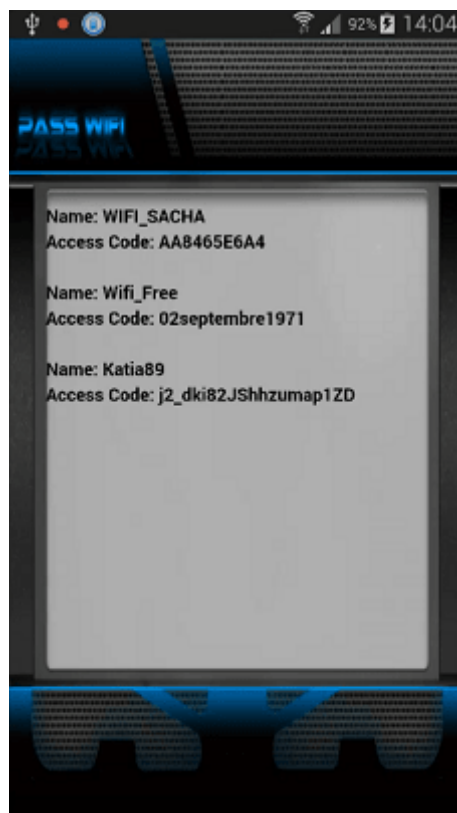 92% 14:04
PASS WIFI
Name: WIFI_SACHA
Access Code: AA8465E6A4
Name: Wifi_Free
Access Code: 02septembre1971
Name: Katia89
Access Code: j2_dki82JShhzumap1ZD